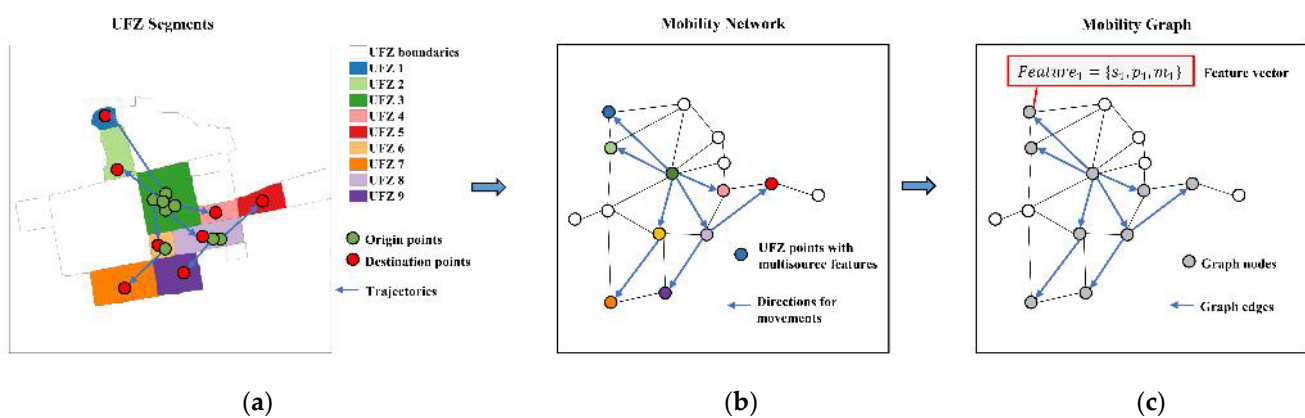 UFZ Segments
UFZ boundaries
UFZ 1
UFZ 2
UFZ 3
UFZ 4
UFZ 5
UFZ 6
UFZ 7
UFZ 8
UFZ 9
Origin points
Destination points
Trajectories
(a)
Mobility Network
UFZ points with
multisource features
Directions for
movements
(b)
Mobility Graph
Feature₁ = {s₁, p₁, m₁}
Feature vector
Graph nodes
Graph edges
(c)